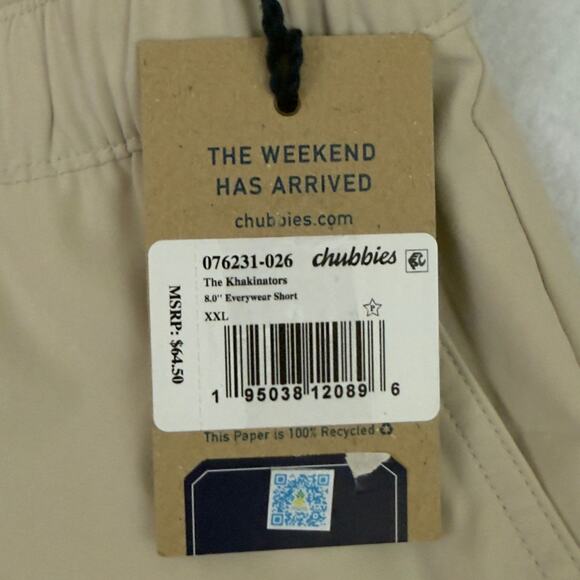 THE WEEKEND
HAS ARRIVED
chubbies.com
076231-026 chubbies
The Khakinators
8.0" Everywear Short
XXL
P
MSRP: $64.50
1 95038 12089 6
This Paper is 100% Recycled